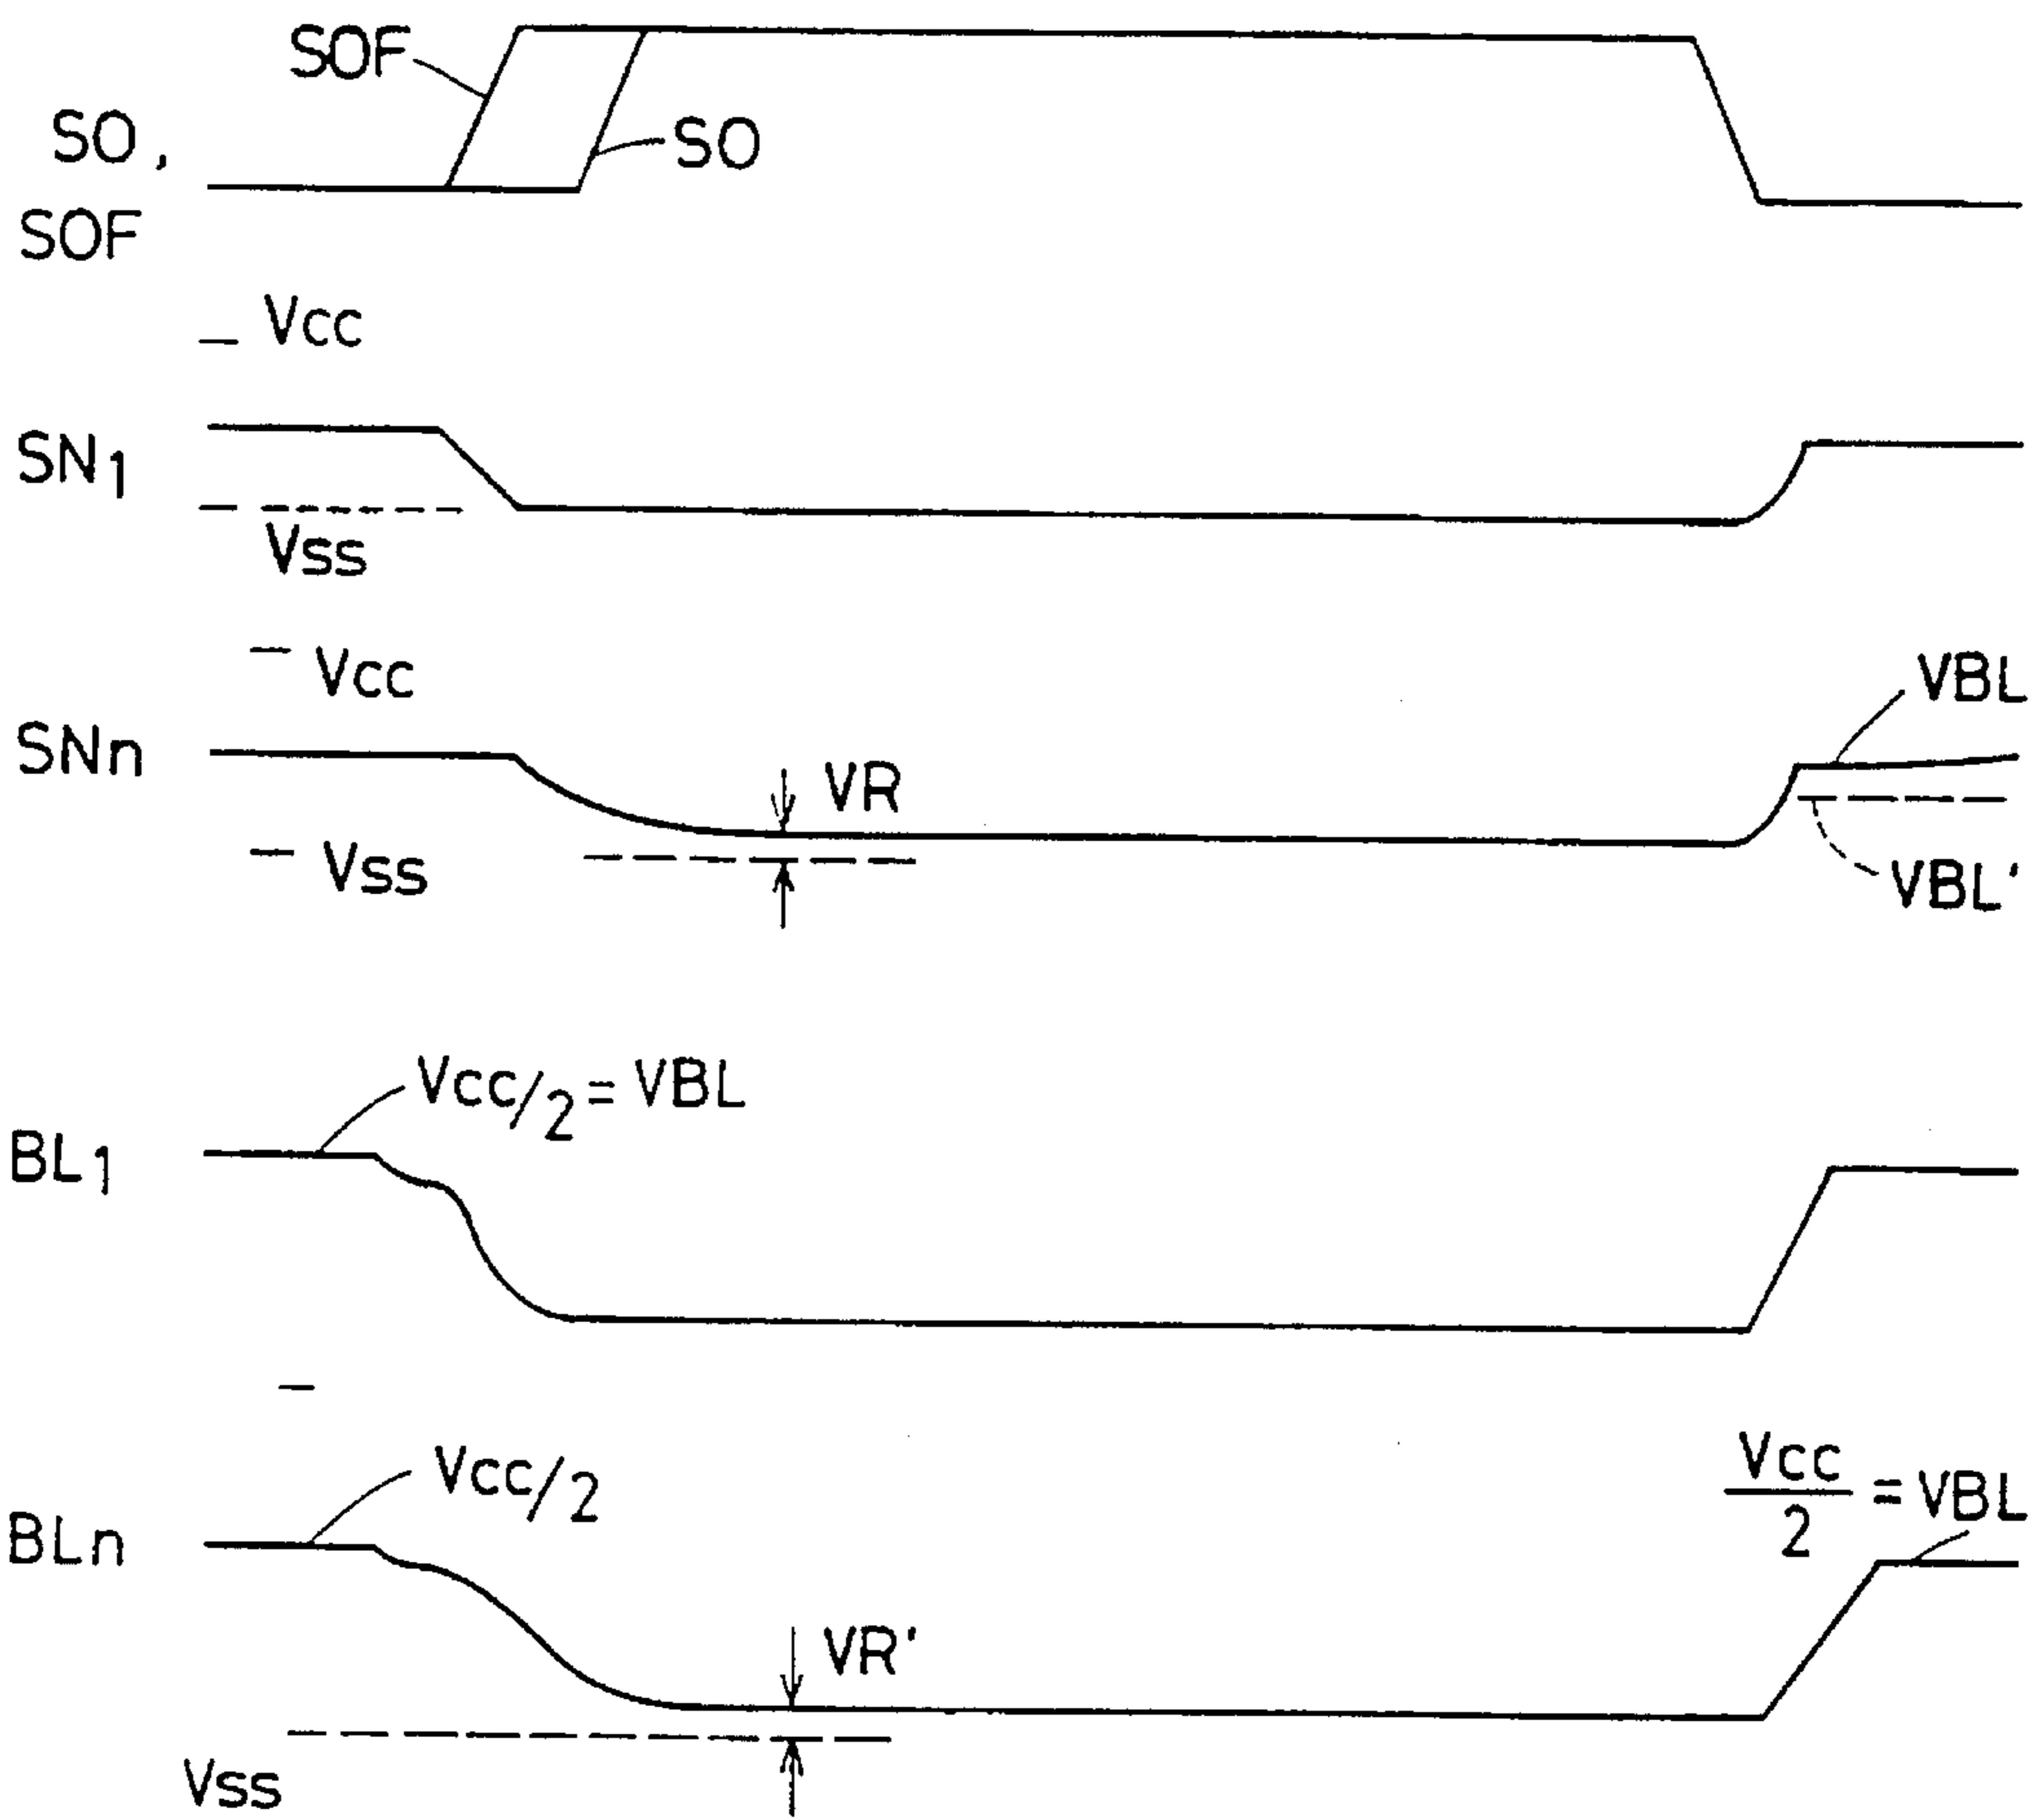 SOF
SO,
SO
SOF
Vcc
SN1
Vss
Vcc
VBL
SNn
VR
Vss
VBL'
Vcc/2=VBL
BL1
Vcc/2
Vcc/2=VBL
BLn
VR'
Vss